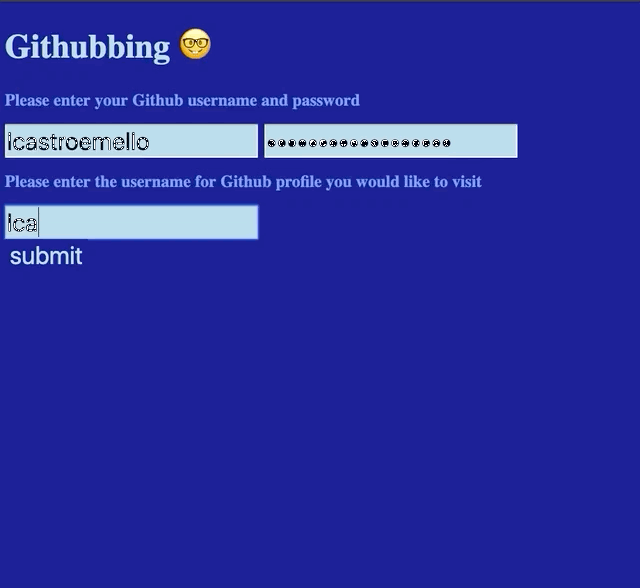 Githubbing 🤓
Please enter your Github username and password
lcastroemello ••••••••••••••••••
Please enter the username for Github profile you would like to visit
lca
submit